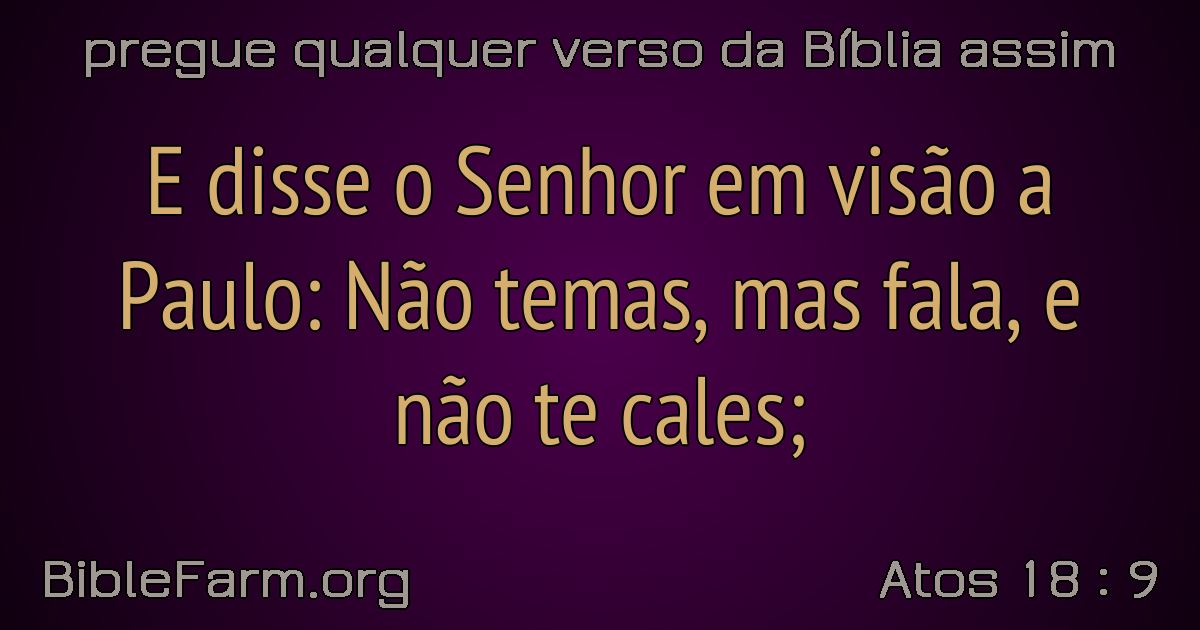 pregue qualquer verso da Bíblia assim
E disse o Senhor em visão a
Paulo: Não temas, mas fala, e
não te cales;
BibleFarm.org
Atos 18 : 9